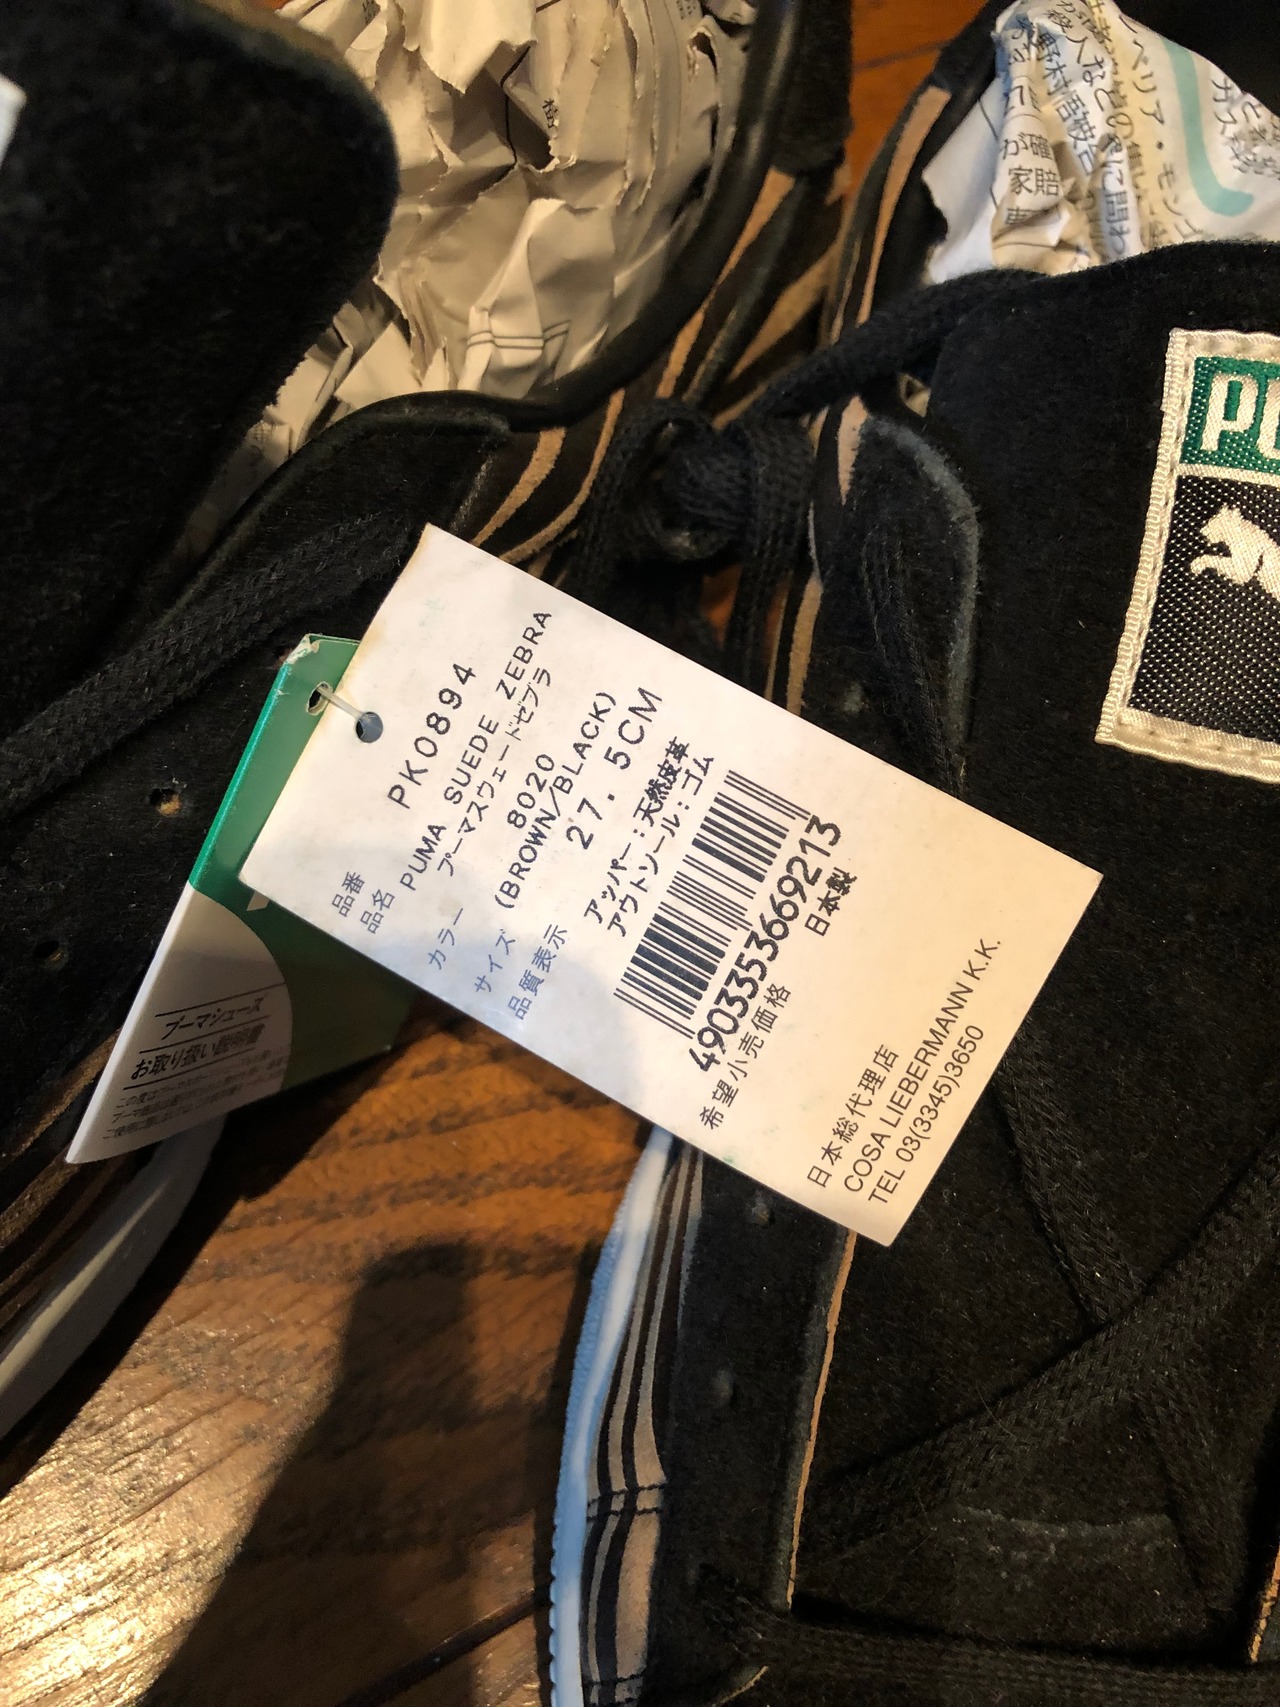 品番 PK0894
品名 PUMA SUEDE ZEBRA
プーマスウェードゼブラ
カラー 8020
(BROWN/BLACK)
サイズ 27. 5CM
品質表示 アッパー：天然皮革
アウトソール：ゴム
4903353669213
日本製
希望小売価格
日本総代理店
COSA LIEBERMANN K.K.
TEL 03(3345)3650
プーマシューズ
お取り扱い説明書